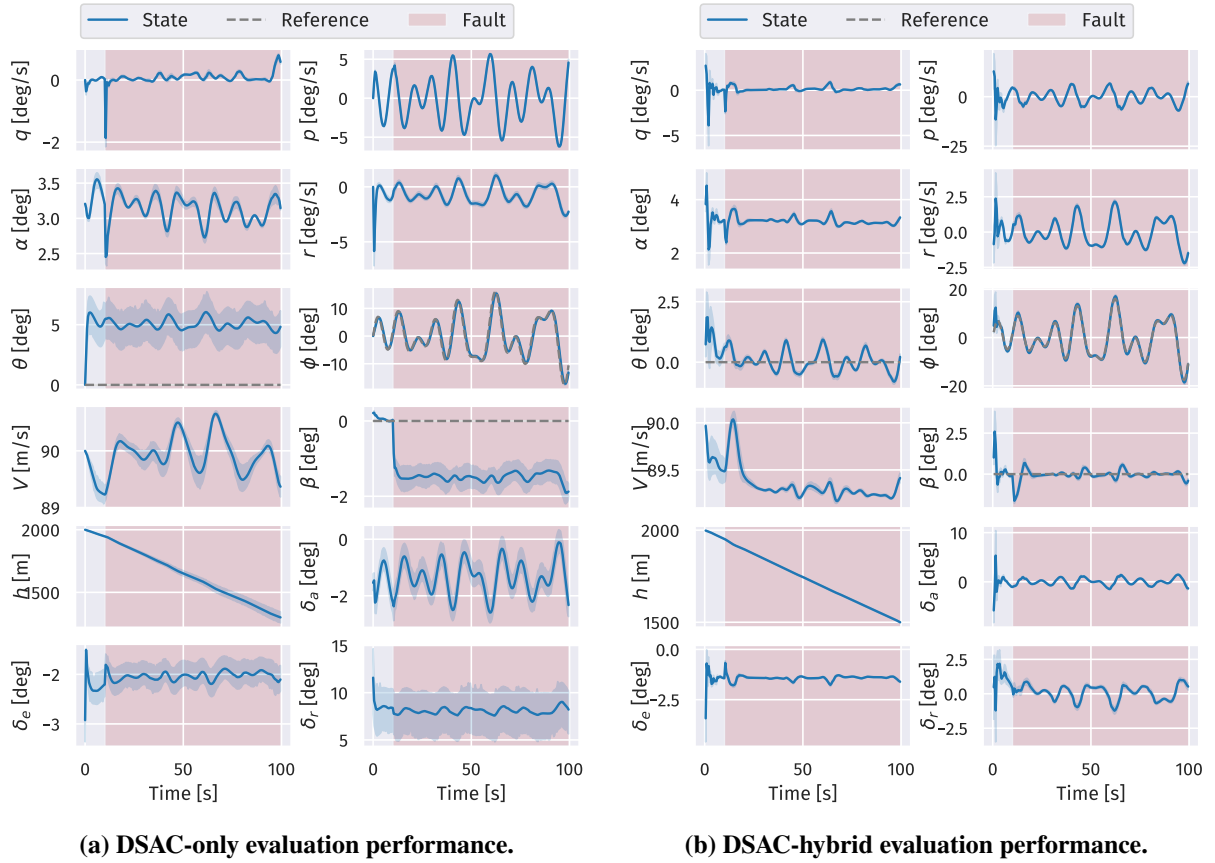 State Reference Fault
q [deg/s]
0
-2
p [deg/s]
5
0
-5
α [deg]
3.5
3.0
2.5
r [deg/s]
0
-5
θ [deg]
5
0
ϕ [deg]
10
0
-10
V [m/s]
90
89
β [deg]
0
-2
h [m]
2000
1500
δa [deg]
0
-2
δe [deg]
-2
-3
0 50 100
Time [s]
δr [deg]
15
10
5
0 50 100
Time [s]
(a) DSAC-only evaluation performance.
State Reference Fault
q [deg/s]
0
-5
p [deg/s]
0
-25
α [deg]
4
2
r [deg/s]
2.5
0.0
-2.5
θ [deg]
2.5
0.0
ϕ [deg]
20
0
-20
V [m/s]
90.0
89.5
β [deg]
2.5
0.0
h [m]
2000
1500
δa [deg]
10
0
δe [deg]
0.0
-2.5
0 50 100
Time [s]
δr [deg]
2.5
0.0
-2.5
0 50 100
Time [s]
(b) DSAC-hybrid evaluation performance.